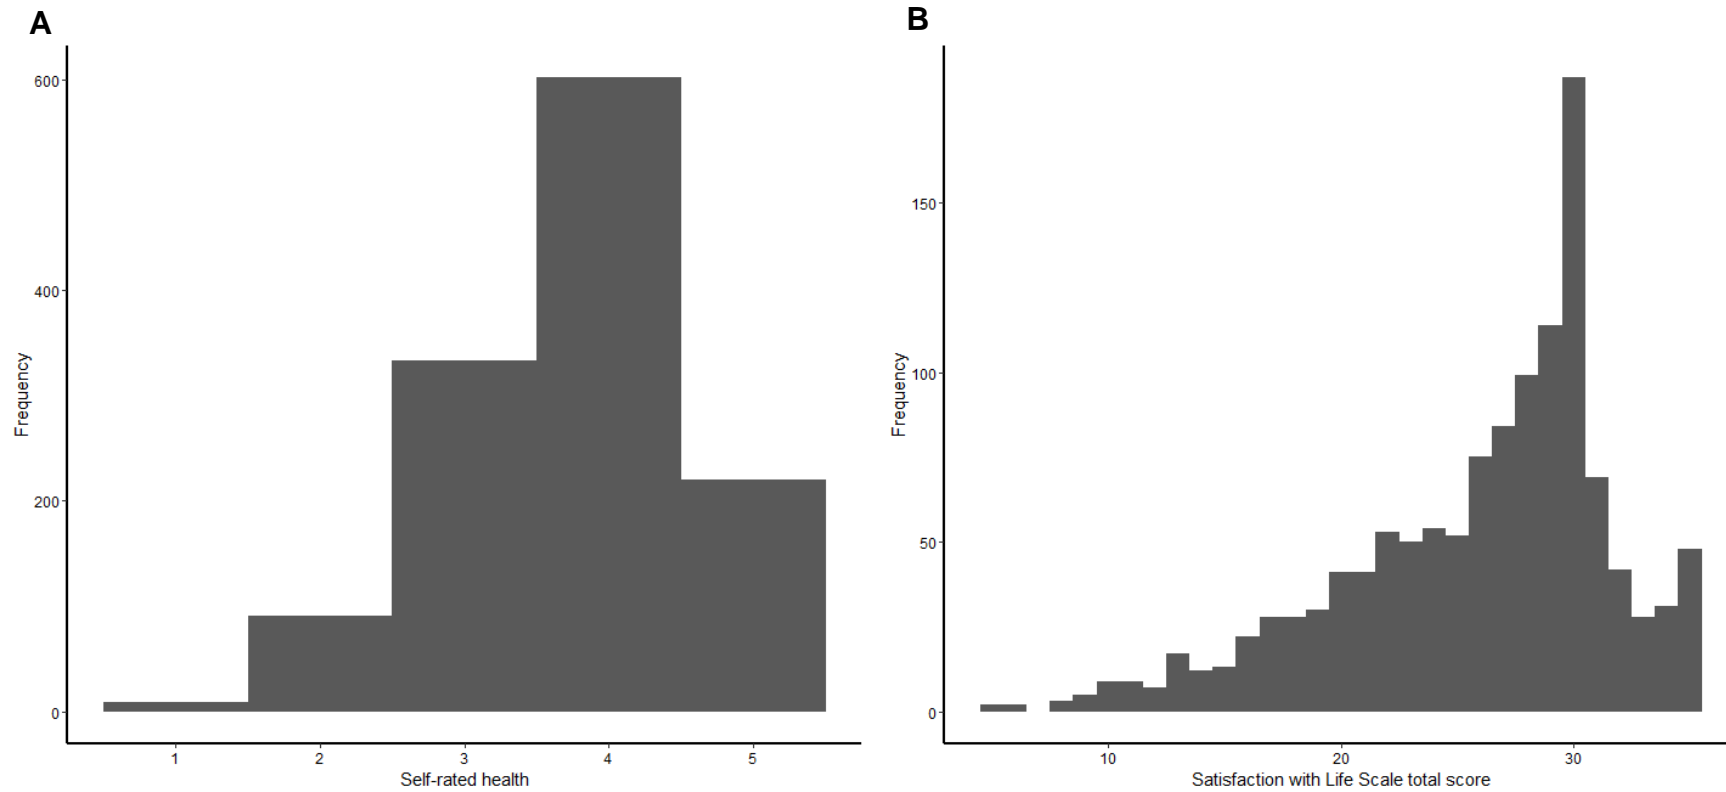 A
600
400
200
0
Frequency
1 2 3 4 5
Self-rated health
B
150
100
50
0
Frequency
10 20 30
Satisfaction with Life Scale total score